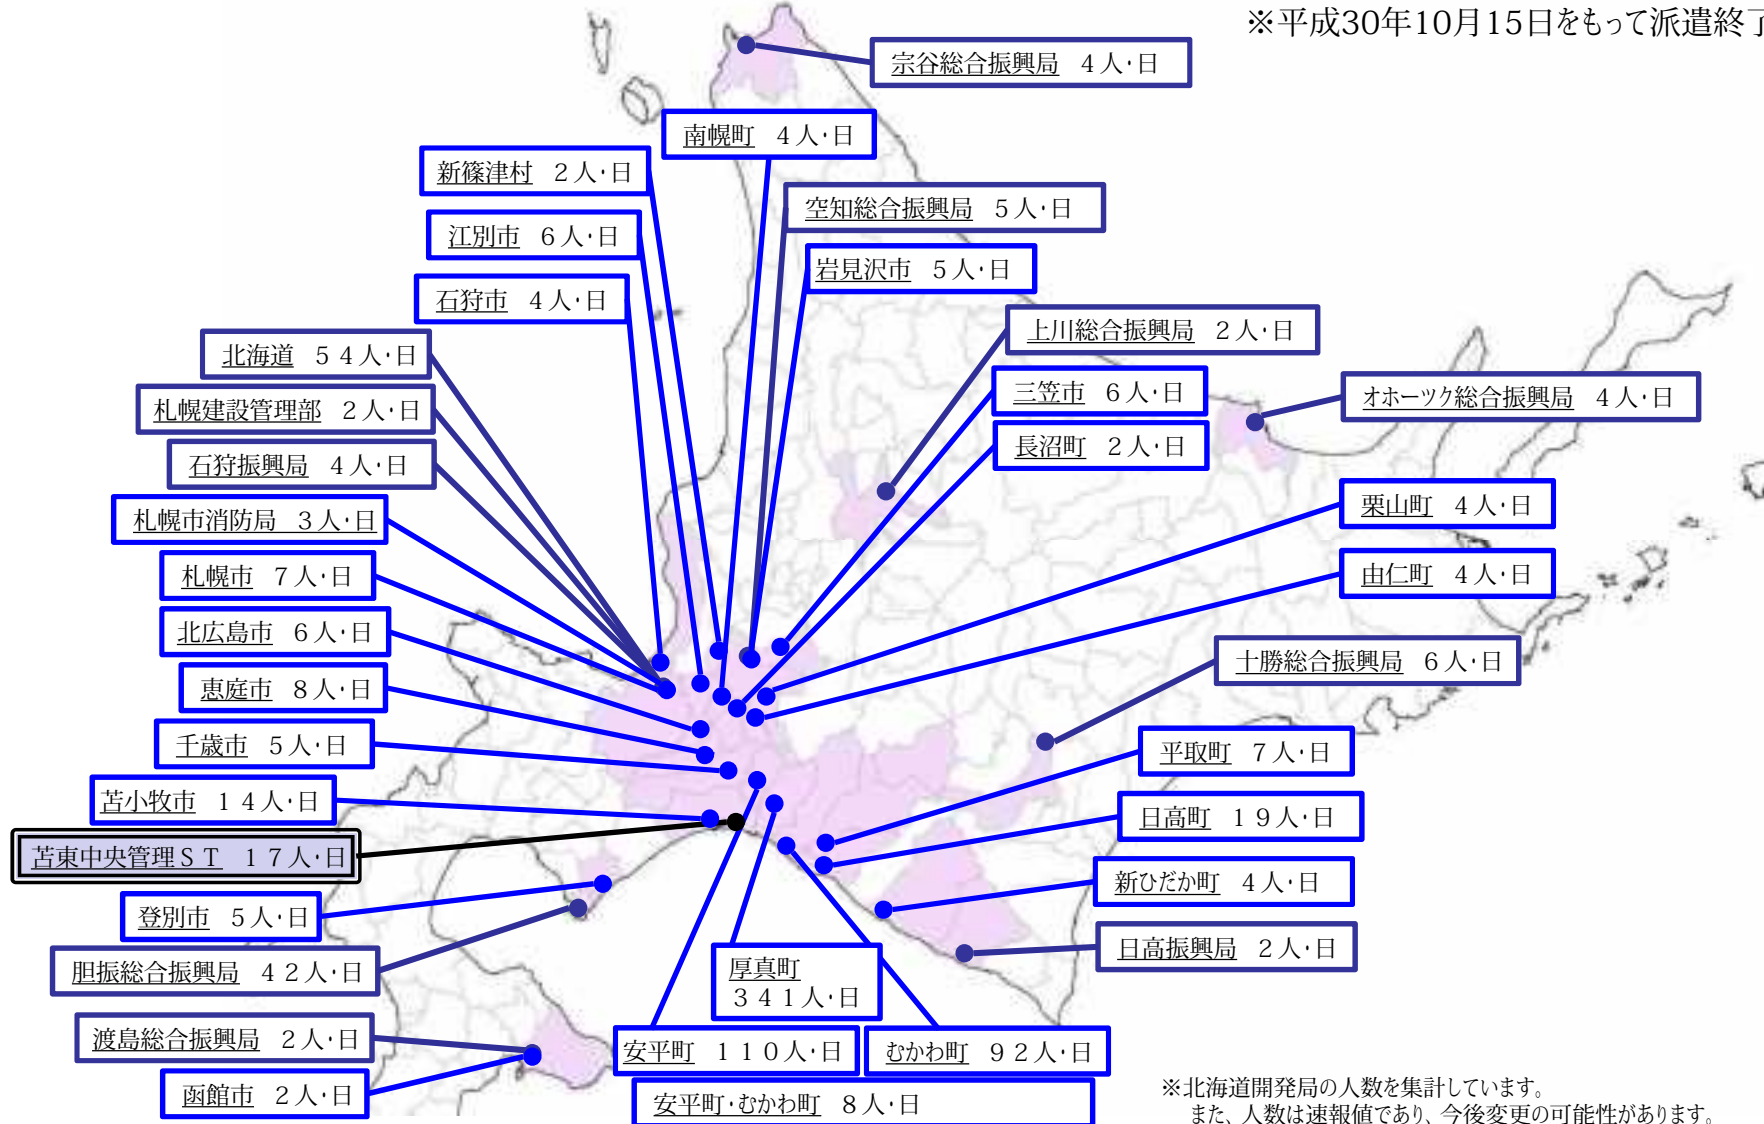 ※平成30年10月15日をもって派遣終了
宗谷総合振興局 4人・日
南幌町 4人・日
新篠津村 2人・日
空知総合振興局 5人・日
江別市 6人・日
岩見沢市 5人・日
石狩市 4人・日
上川総合振興局 2人・日
北海道 54人・日
三笠市 6人・日
オホーツク総合振興局 4人・日
札幌建設管理部 2人・日
長沼町 2人・日
石狩振興局 4人・日
栗山町 4人・日
札幌市消防局 3人・日
札幌市 7人・日
由仁町 4人・日
北広島市 6人・日
十勝総合振興局 6人・日
恵庭市 8人・日
千歳市 5人・日
平取町 7人・日
苫小牧市 14人・日
日高町 19人・日
苫東中央管理ST 17人・日
新ひだか町 4人・日
登別市 5人・日
日高振興局 2人・日
胆振総合振興局 42人・日
厚真町
341人・日
渡島総合振興局 2人・日
安平町 110人・日
むかわ町 92人・日
函館市 2人・日
安平町・むかわ町 8人・日
※北海道開発局の人数を集計しています。
また、人数は速報値であり、今後変更の可能性があります。